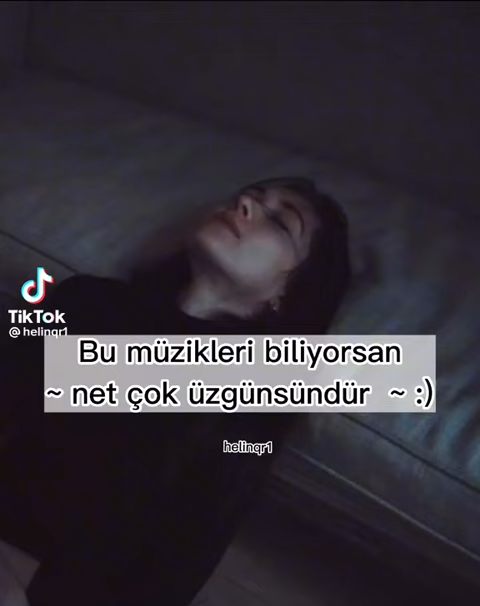 TikTok
@helinqr1
Bu müzikleri biliyorsan
~ net çok üzgünsündür ~ :)
helinqr1